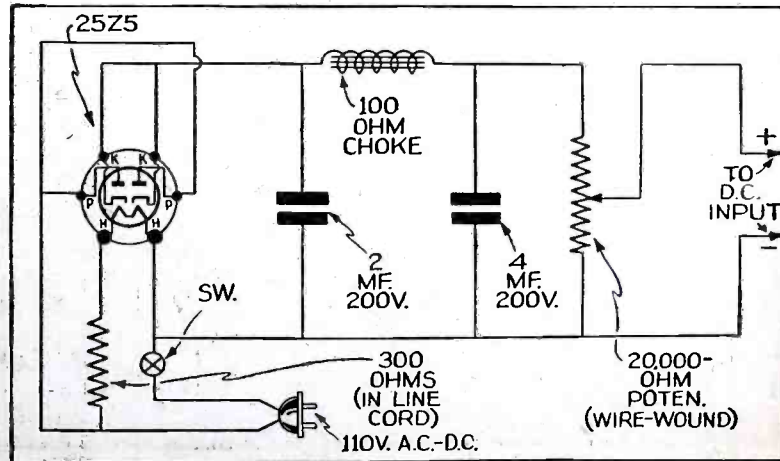 25Z5
100
OHM
CHOKE
K K
P P
H H
+
TO
D.C.
INPUT
-
2
MF.
200V.
4
MF.
200V.
SW.
300
OHMS
(IN LINE
CORD)
20,000-
OHM
POTEN.
(WIRE-WOUND)
110V. A.C.-D.C.